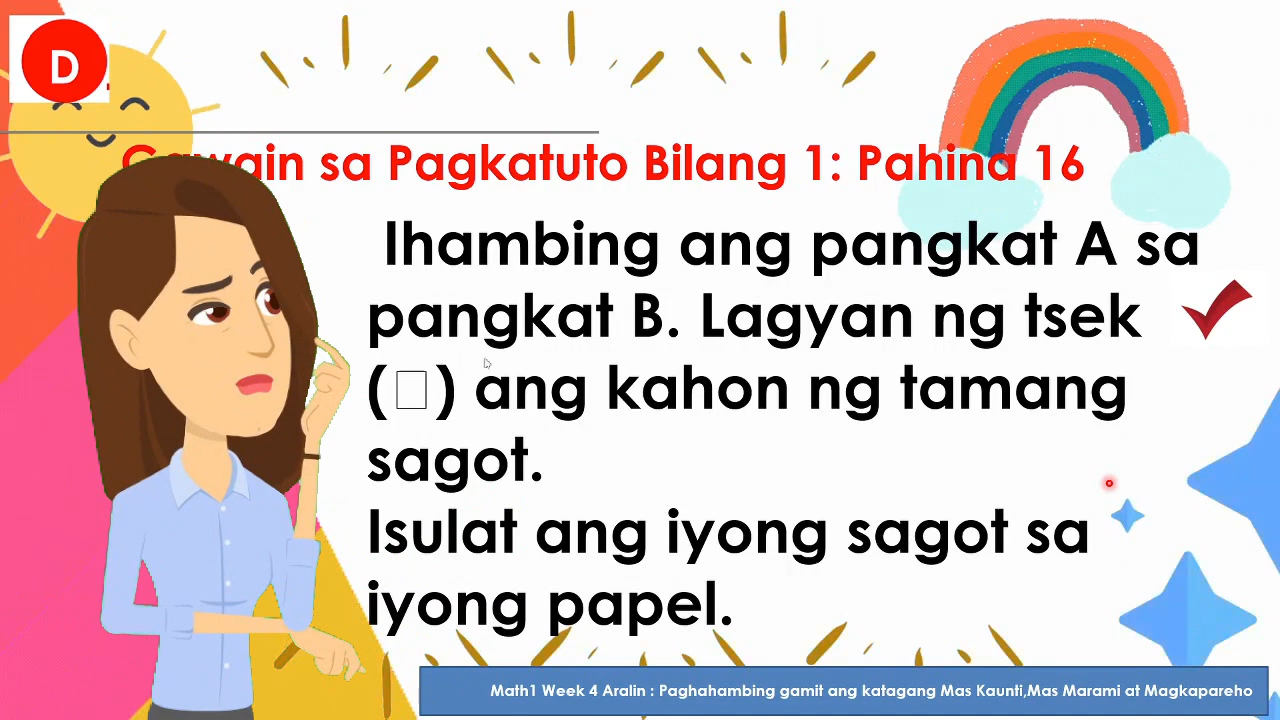 D
Gawain sa Pagkatuto Bilang 1: Pahina 16
Ihambing ang pangkat A sa
pangkat B. Lagyan ng tsek
(□) ang kahon ng tamang
sagot.
Isulat ang iyong sagot sa
iyong papel.
Math1 Week 4 Aralin : Paghahambing gamit ang katagang Mas Kaunti,Mas Marami at Magkapareho